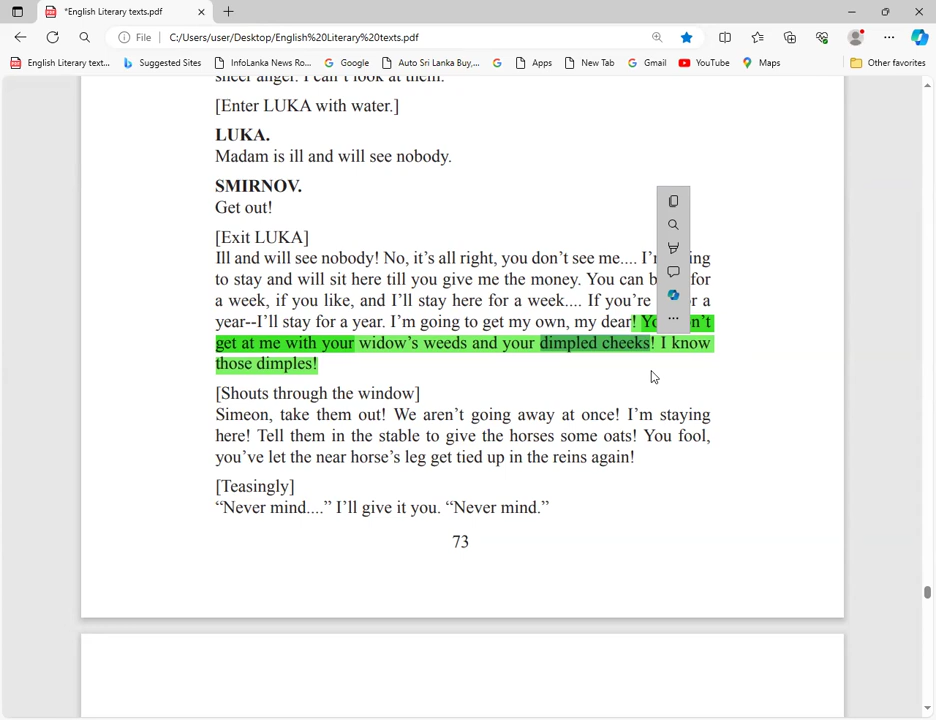 *English Literary texts.pdf
File
C:/Users/user/Desktop/English%20Literary%20texts.pdf
English Literary text...
Suggested Sites
InfoLanka News Ro...
Google
Auto Sri Lanka Buy,...
Apps
New Tab
Gmail
YouTube
Maps
Other favorites
sheer anger. I can't look at them.
[Enter LUKA with water.]
LUKA.
Madam is ill and will see nobody.
SMIRNOV.
Get out!
[Exit LUKA]
Ill and will see nobody! No, it's all right, you don't see me....
to stay and will sit here till you give me the money. You can for
a week, if you like, and I'll stay here for a week.... If you're a
year--I'll stay for a year. I'm going to get my own, my dear!
get at me with your widow's weeds and your dimpled cheeks! I know
those dimples!
[Shouts through the window]
Simeon, take them out! We aren't going away at once! I'm staying
here! Tell them in the stable to give the horses some oats! You fool,
you've let the near horse's leg get tied up in the reins again!
[Teasingly]
“Never mind....” I'll give it you. “Never mind.”
73